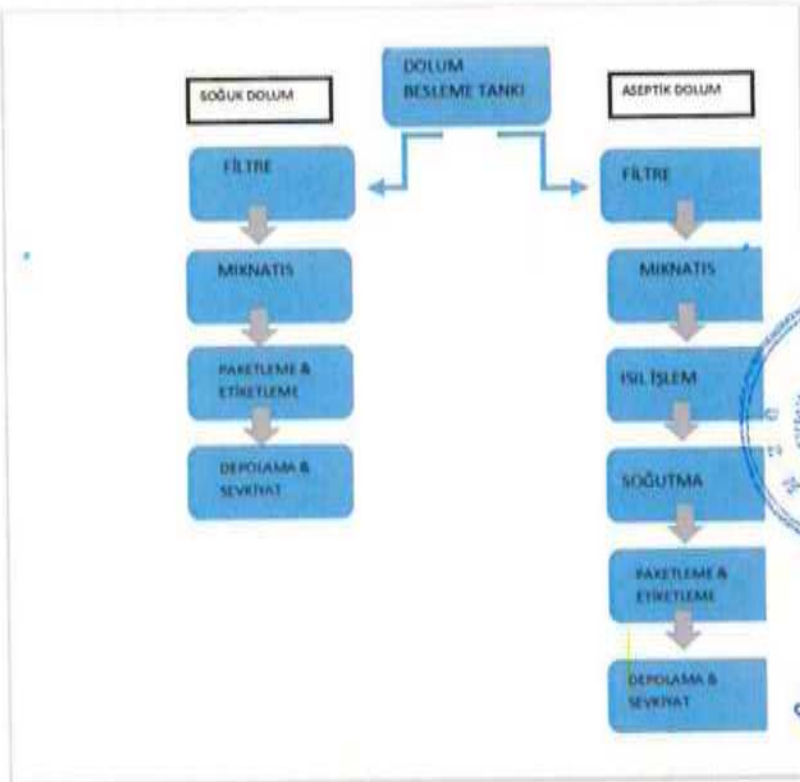 DOLUM
BESLEME TANKI
SOĞUK DOLUM
FİLTRE
MIKNATIS
PAKETLEME &
ETİKETLEME
DEPOLAMA &
SEVKİYAT
ASEPTİK DOLUM
FİLTRE
MIKNATIS
ISIL İŞLEM
SOĞUTMA
PAKETLEME &
ETİKETLEME
DEPOLAMA &
SEVKİYAT